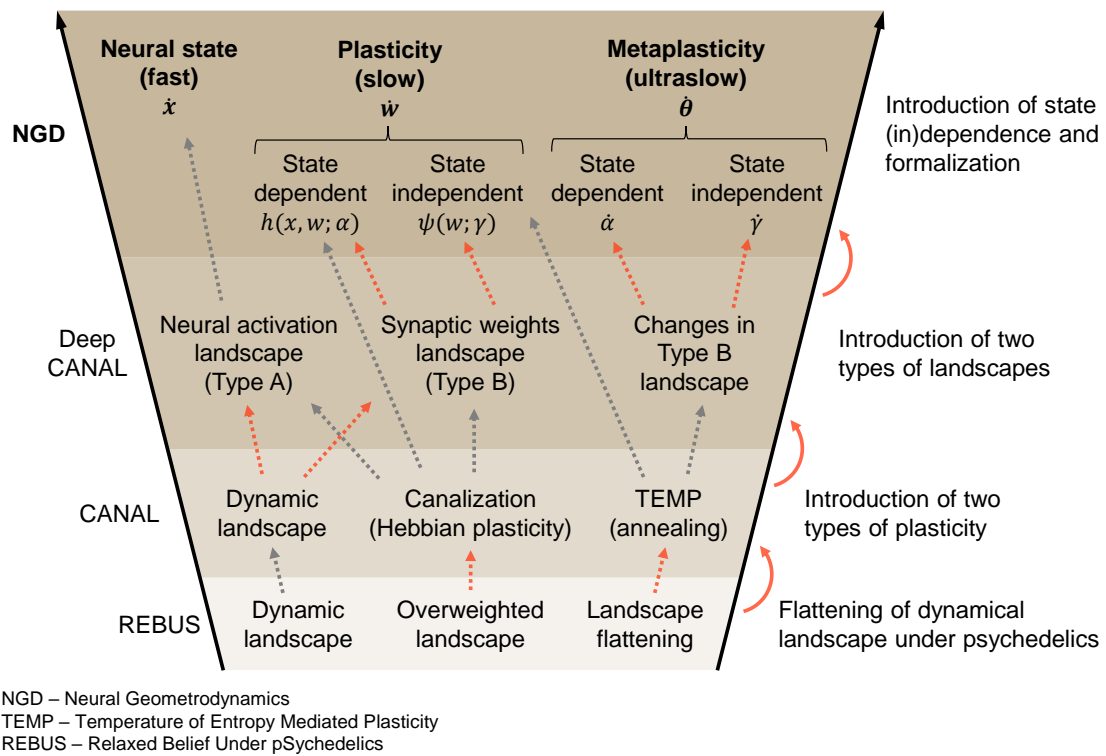 Neural state
(fast)
ẋ
Plasticity
(slow)
ẇ
Metaplasticity
(ultraslow)
θ̇
NGD
State
dependent
h(x, w; α)
State
independent
ψ(w; γ)
State
dependent
α̇
State
independent
γ̇
Introduction of state
(in)dependence and
formalization
Deep
CANAL
Neural activation
landscape
(Type A)
Synaptic weights
landscape
(Type B)
Changes in
Type B
landscape
Introduction of two
types of landscapes
CANAL
Dynamic
landscape
Canalization
(Hebbian plasticity)
TEMP
(annealing)
Introduction of two
types of plasticity
REBUS
Dynamic
landscape
Overweighted
landscape
Landscape
flattening
Flattening of dynamical
landscape under psychedelics
NGD – Neural Geometrodynamics
TEMP – Temperature of Entropy Mediated Plasticity
REBUS – Relaxed Belief Under pSychedelics